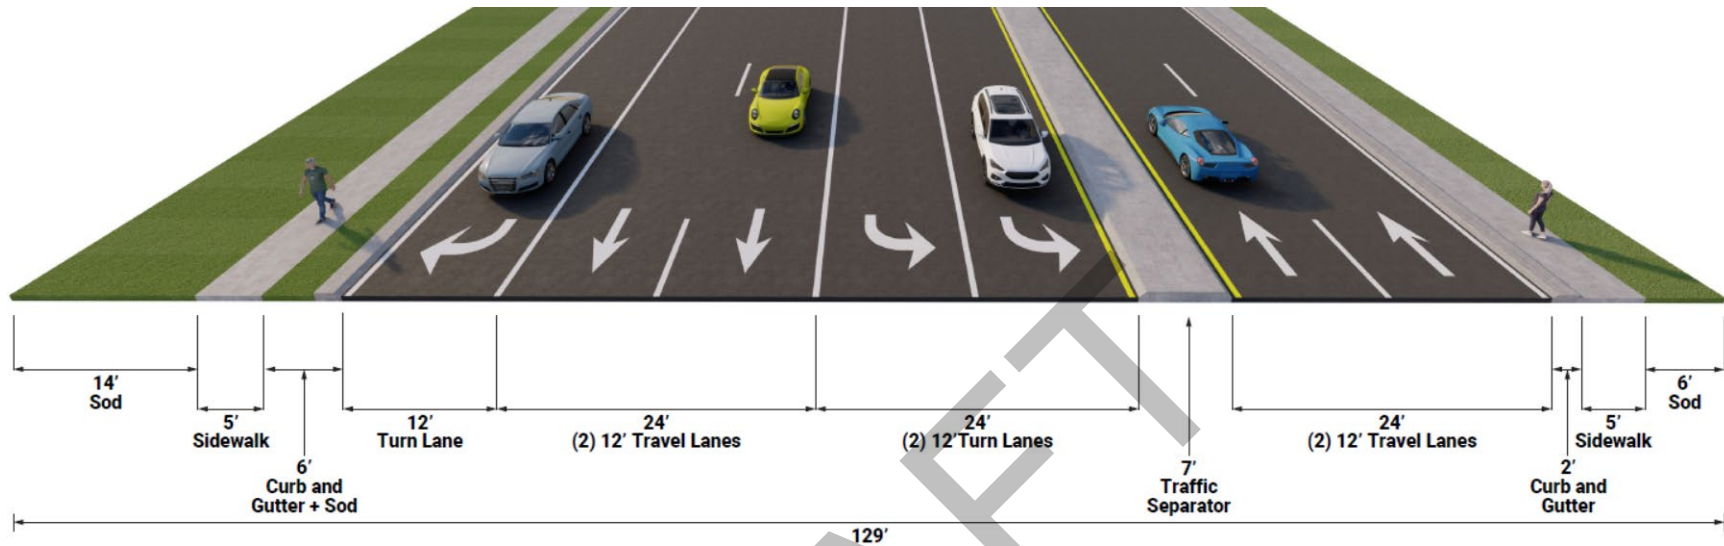 14’
Sod
5’
Sidewalk
6’
Curb and
Gutter + Sod
12’
Turn Lane
24’
(2) 12’ Travel Lanes
24’
(2) 12’Turn Lanes
7’
Traffic
Separator
24’
(2) 12’ Travel Lanes
2’
Curb and
Gutter
5’
Sidewalk
6’
Sod
129’